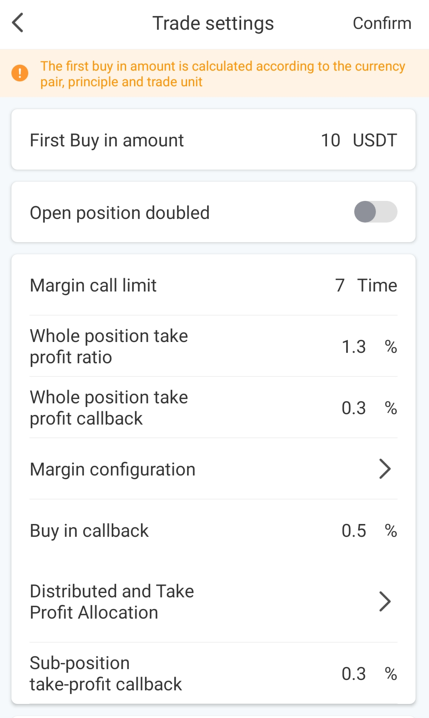 Trade settings Confirm
The first buy in amount is calculated according to the currency
pair, principle and trade unit
First Buy in amount 10 USDT
Open position doubled
Margin call limit 7 Time
Whole position take
profit ratio 1.3 %
Whole position take
profit callback 0.3 %
Margin configuration
Buy in callback 0.5 %
Distributed and Take
Profit Allocation
Sub-position
take-profit callback 0.3 %